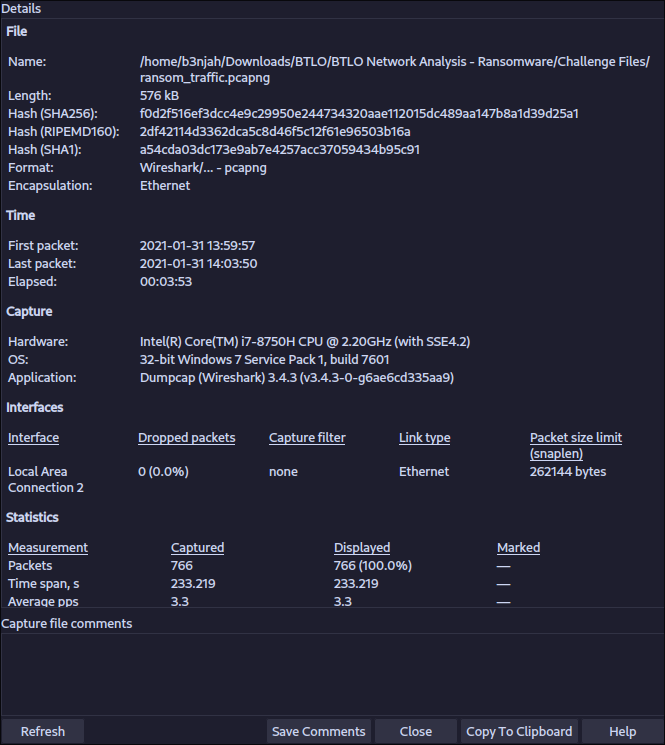 Details
File
Name: /home/b3njah/Downloads/BTLO/BTLO Network Analysis - Ransomware/Challenge Files/
ransom_traffic.pcapng
Length: 576 kB
Hash (SHA256): f0d2f516ef3dcc4e9c29950e244734320aae112015dc489aa147b8a1d39d25a1
Hash (RIPEMD160): 2df42114d3362dca5c8d46f5c12f61e96503b16a
Hash (SHA1): a54cda03dc173e9ab7e4257acc37059434b95c91
Format: Wireshark/... - pcapng
Encapsulation: Ethernet
Time
First packet: 2021-01-31 13:59:57
Last packet: 2021-01-31 14:03:50
Elapsed: 00:03:53
Capture
Hardware: Intel(R) Core(TM) i7-8750H CPU @ 2.20GHz (with SSE4.2)
OS: 32-bit Windows 7 Service Pack 1, build 7601
Application: Dumpcap (Wireshark) 3.4.3 (v3.4.3-0-g6ae6cd335aa9)
Interfaces
Interface Dropped packets Capture filter Link type Packet size limit
(snaplen)
Local Area 0 (0.0%) none Ethernet 262144 bytes
Connection 2
Statistics
Measurement Captured Displayed Marked
Packets 766 766 (100.0%) —
Time span, s 233.219 233.219 —
Average pps 3.3 3.3 —
Capture file comments
Refresh Save Comments Close Copy To Clipboard Help